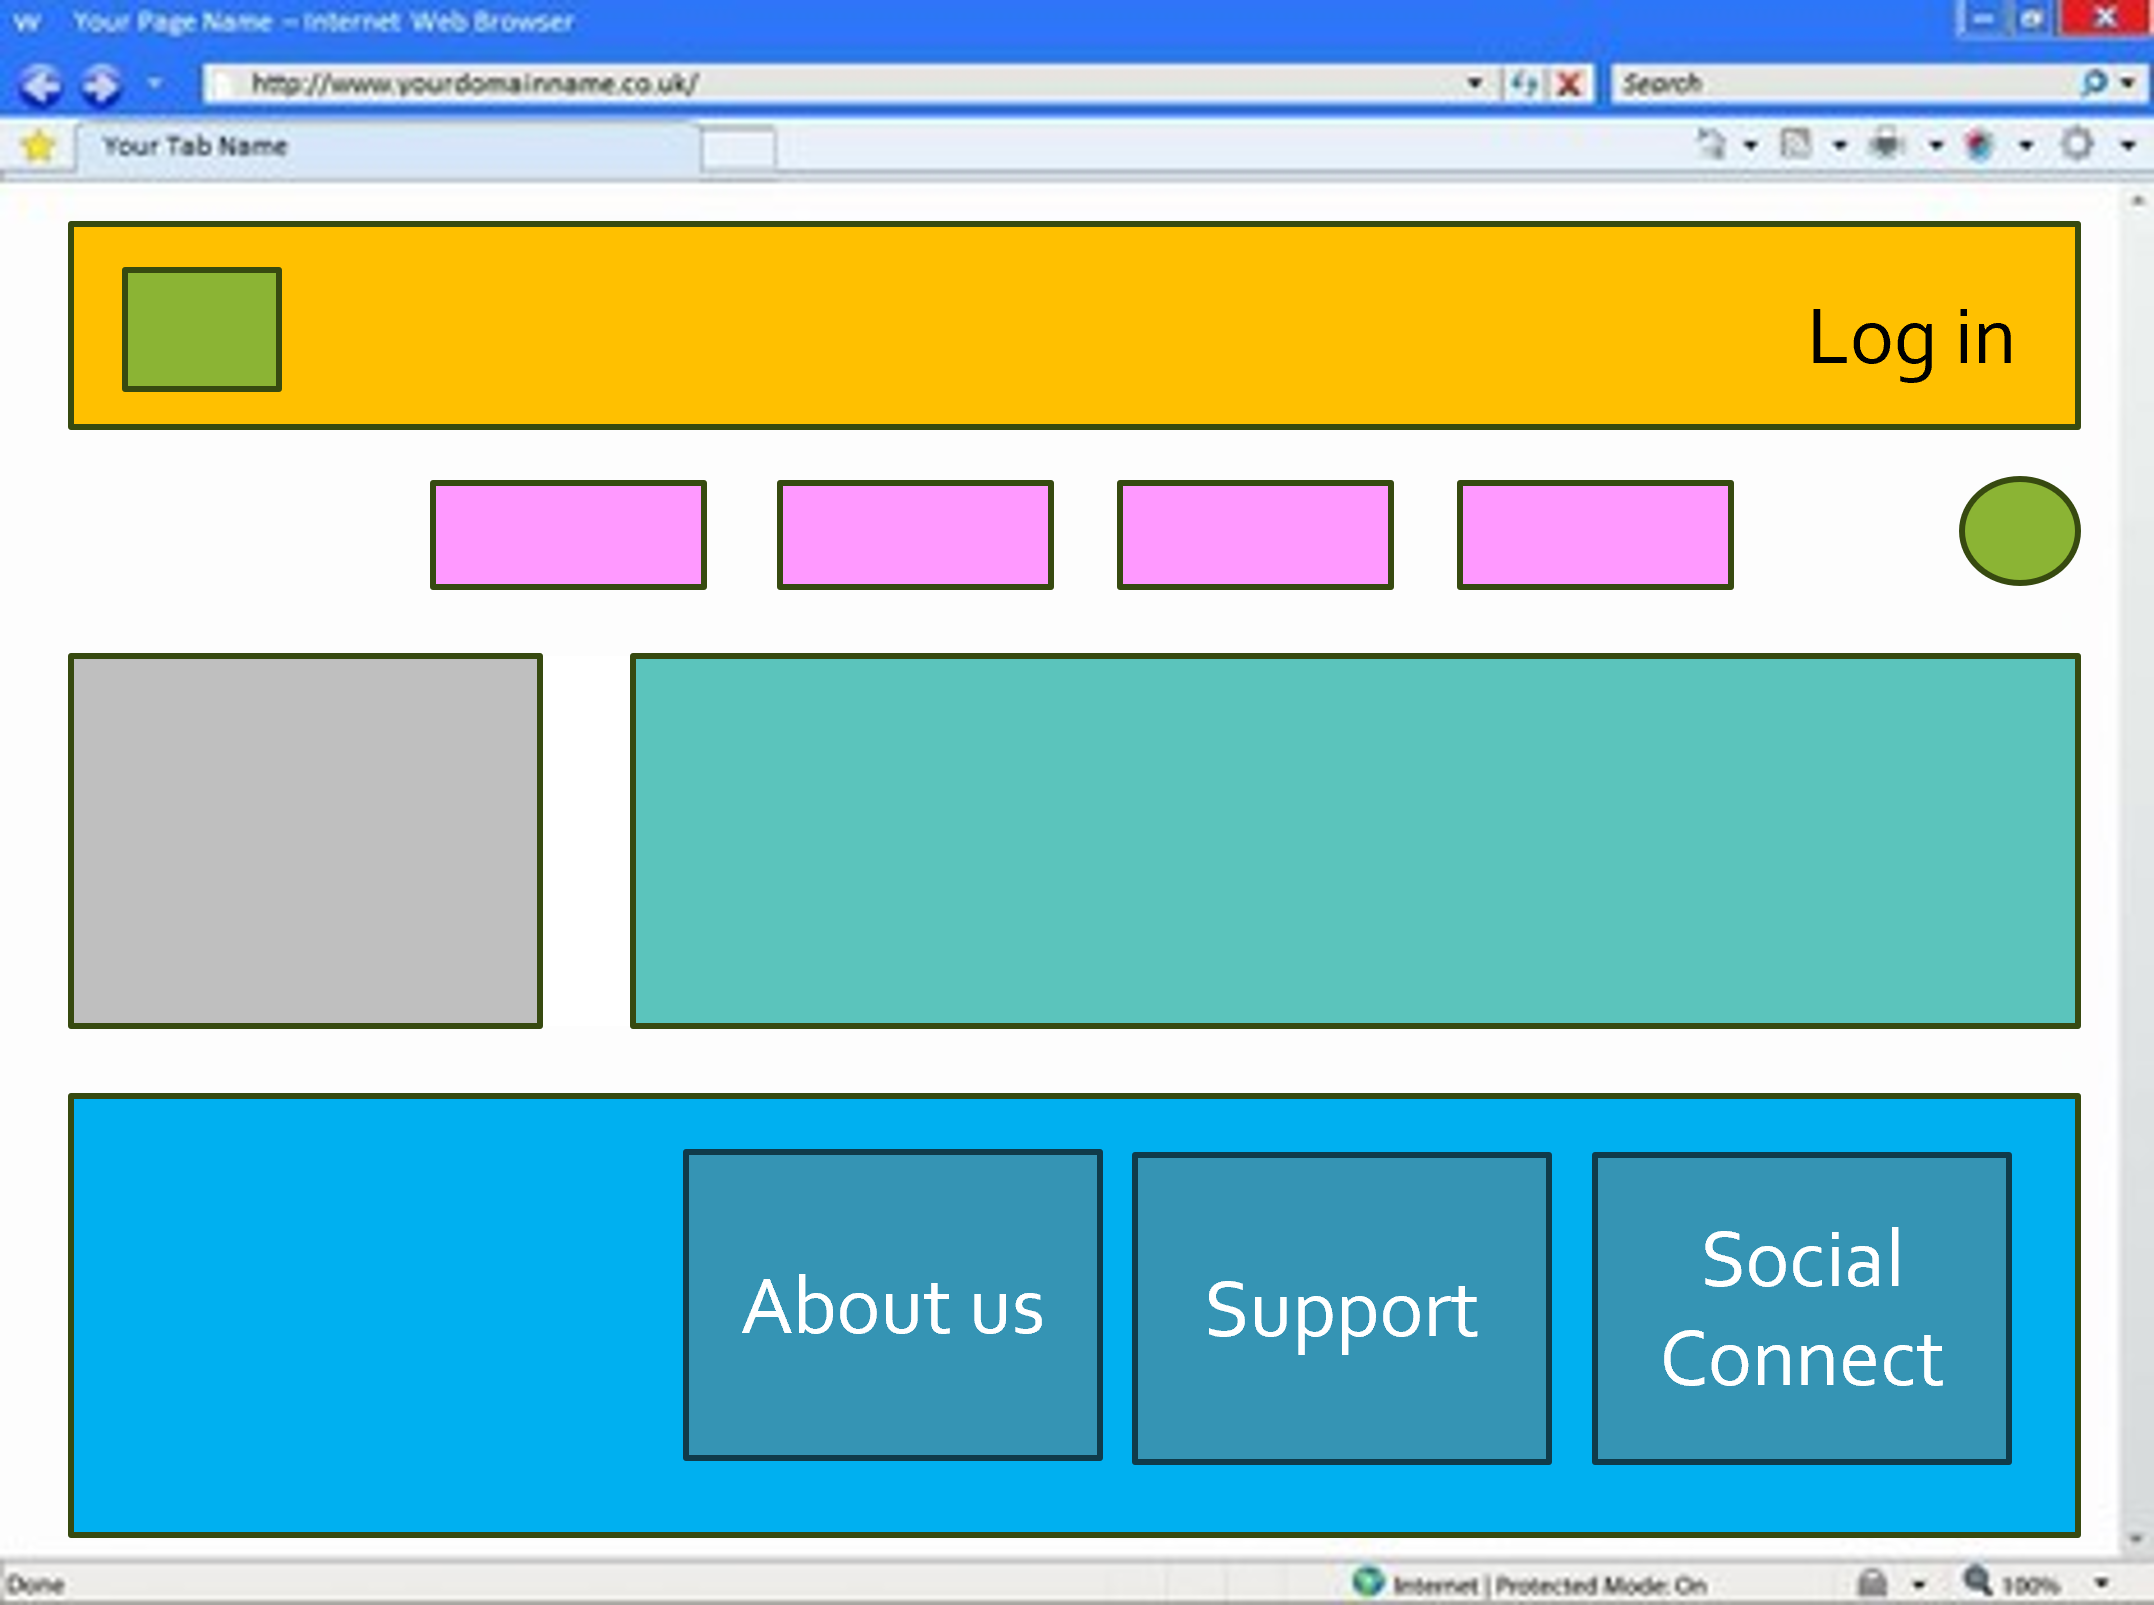 Your Page Name – Internet Web Browser
http://www.yourdomainname.co.uk/
Search
Your Tab Name
Log in
About us
Support
Social
Connect
Done
Internet | Protected Mode: On
100%